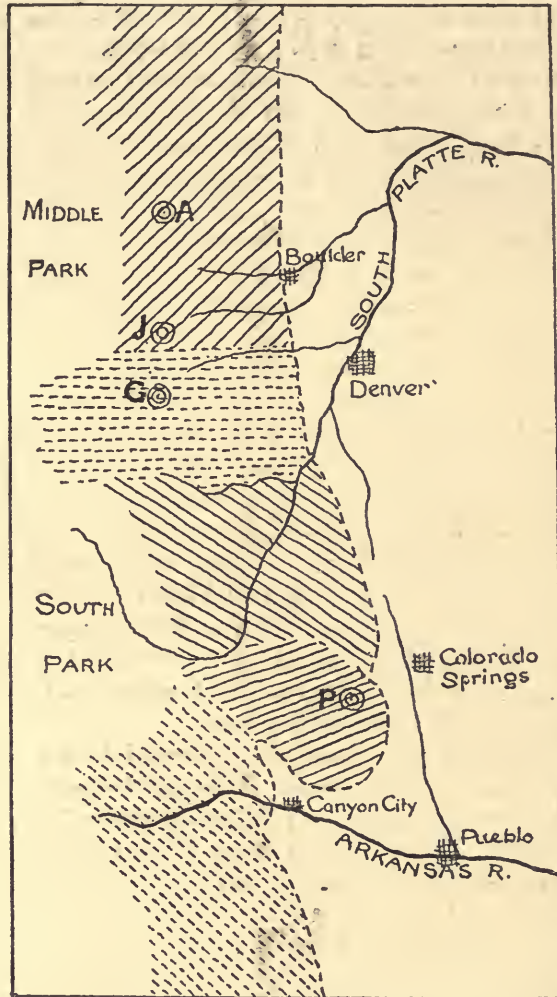 PLATTE R.
MIDDLE
A
PARK
Boulder
SOUTH
J
G
Denver
SOUTH
PARK
Colorado
Springs
P
Canyon City
Pueblo
ARKANSAS R.